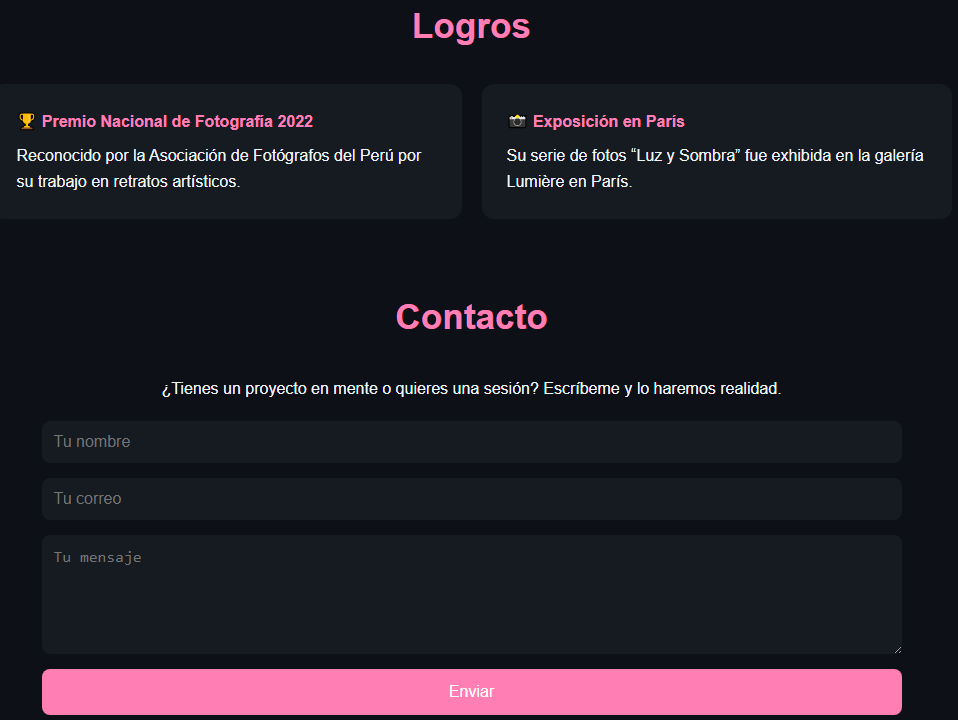 Logros
🏆 Premio Nacional de Fotografía 2022
Reconocido por la Asociación de Fotógrafos del Perú por
su trabajo en retratos artísticos.
📸 Exposición en París
Su serie de fotos “Luz y Sombra” fue exhibida en la galería
Lumière en París.
Contacto
¿Tienes un proyecto en mente o quieres una sesión? Escríbeme y lo haremos realidad.
Tu nombre
Tu correo
Tu mensaje
Enviar